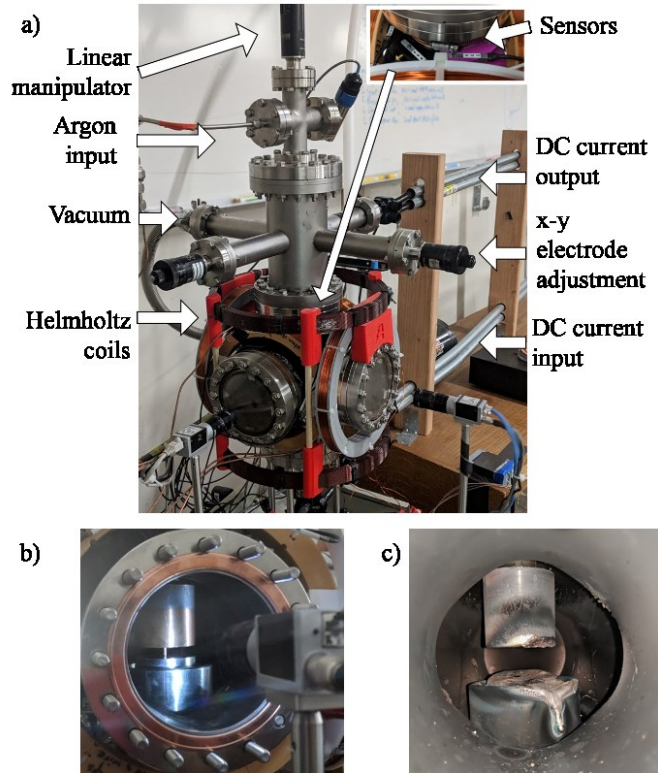 a)
Sensors
Linear
manipulator
Argon
input
DC current
output
Vacuum
x-y
electrode
adjustment
Helmholtz
coils
A
DC current
input
b)
c)